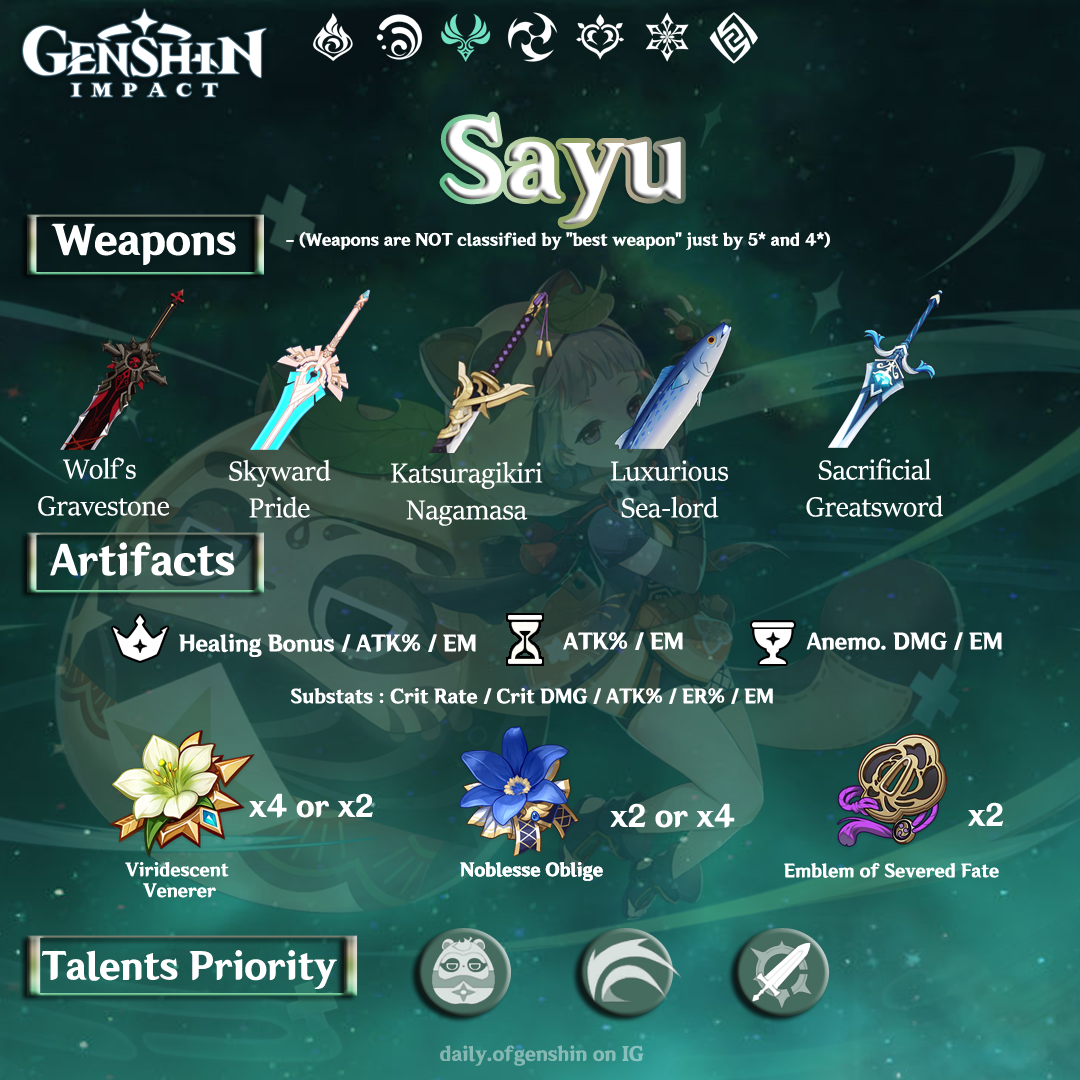 GENSHIN
IMPACT
Sayu
Weapons
- (Weapons are NOT classified by "best weapon" just by 5* and 4*)
Wolf's
Gravestone
Skyward
Pride
Katsuragikiri
Nagamasa
Luxurious
Sea-lord
Sacrificial
Greatsword
Artifacts
Healing Bonus / ATK% / EM
ATK% / EM
Anemo. DMG / EM
Substats : Crit Rate / Crit DMG / ATK% / ER% / EM
x4 or x2
x2 or x4
x2
Viridescent
Venerer
Noblesse Oblige
Emblem of Severed Fate
Talents Priority
daily.ofgenshin on IG